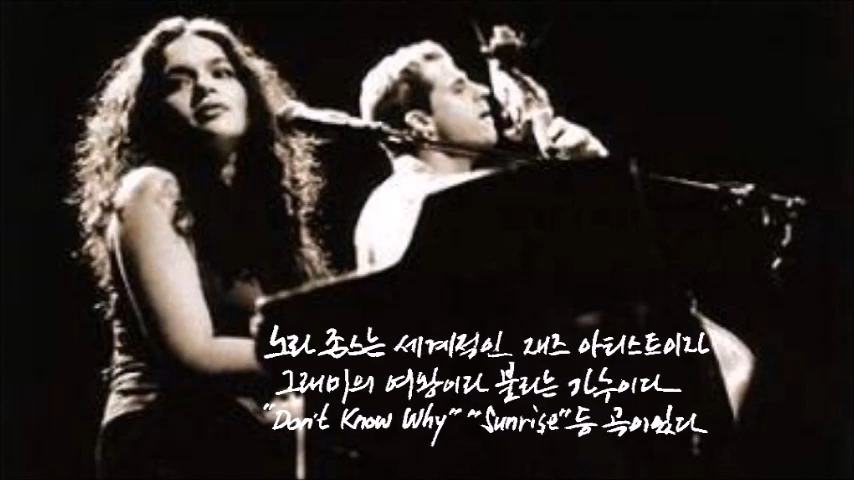 노라 존스는 세계적인 재즈 아티스트이자
그래미의 여왕이라 불리는 가수이다
"Don't Know Why" "Sunrise" 등 곡이있다